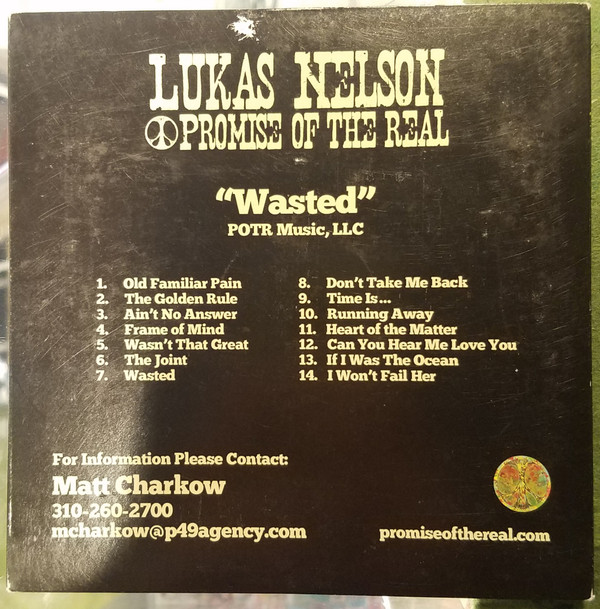 LUKAS NELSON
PROMISE OF THE REAL
“Wasted”
POTR Music, LLC
1. Old Familiar Pain
2. The Golden Rule
3. Ain't No Answer
4. Frame of Mind
5. Wasn't That Great
6. The Joint
7. Wasted
8. Don't Take Me Back
9. Time Is...
10. Running Away
11. Heart of the Matter
12. Can You Hear Me Love You
13. If I Was The Ocean
14. I Won't Fail Her
For Information Please Contact:
Matt Charkow
310-260-2700
mcharkow@p49agency.com
promiseofthereal.com